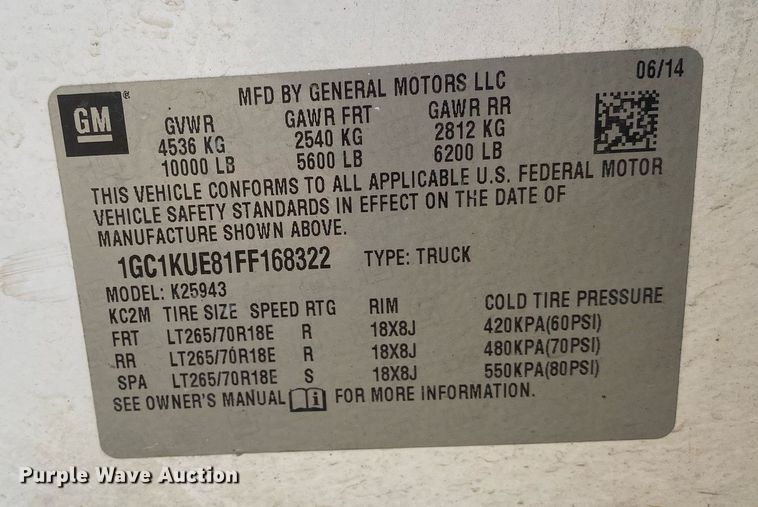 MFD BY GENERAL MOTORS LLC 06/14
GM ®
GVWR GAWR FRT GAWR RR
4536 KG 2540 KG 2812 KG
10000 LB 5600 LB 6200 LB
THIS VEHICLE CONFORMS TO ALL APPLICABLE U.S. FEDERAL MOTOR
VEHICLE SAFETY STANDARDS IN EFFECT ON THE DATE OF
MANUFACTURE SHOWN ABOVE.
1GC1KUE81FF168322 TYPE: TRUCK
MODEL: K25943
KC2M TIRE SIZE SPEED RTG RIM COLD TIRE PRESSURE
FRT LT265/70R18E R 18X8J 420KPA(60PSI)
RR LT265/70R18E R 18X8J 480KPA(70PSI)
SPA LT265/70R18E S 18X8J 550KPA(80PSI)
SEE OWNER'S MANUAL i FOR MORE INFORMATION.
Purple Wave Auction